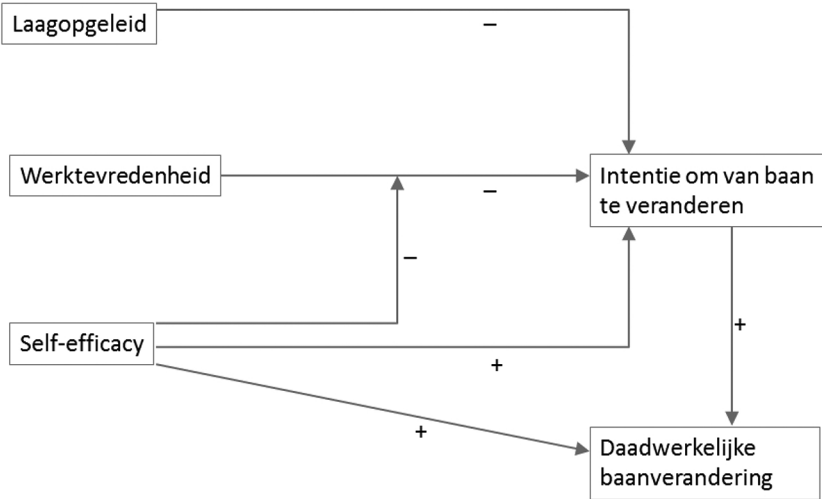 Laagopgeleid
–
Werktevredenheid
–
Intentie om van baan
te veranderen
–
Self-efficacy
+
+
+
Daadwerkelijke
baanverandering